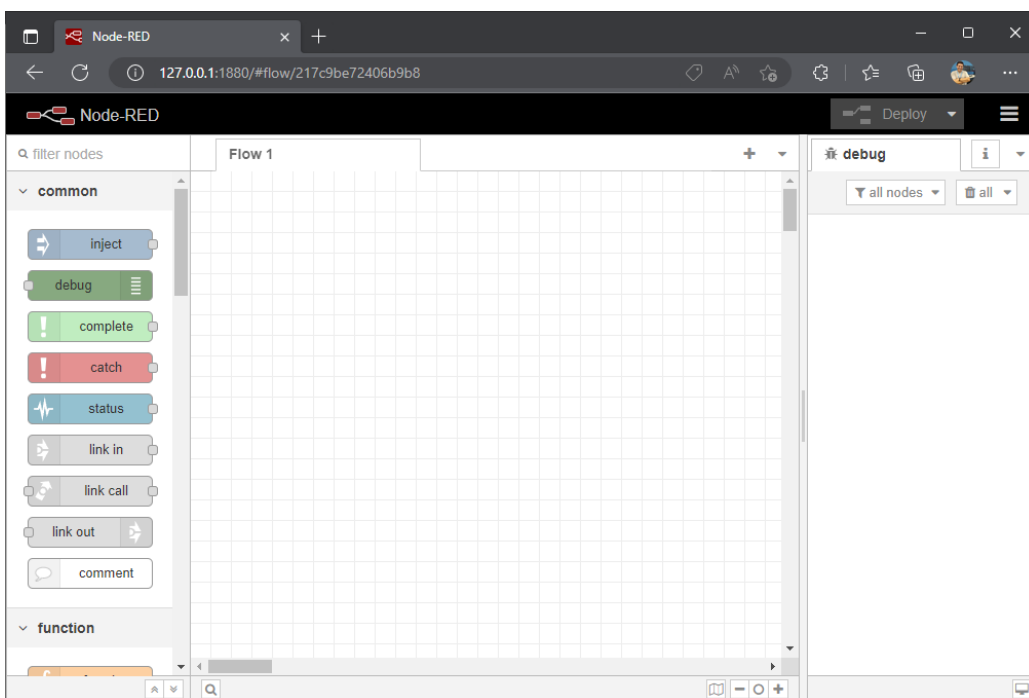 Node-RED
127.0.0.1:1880/#flow/217c9be72406b9b8
Node-RED
Deploy
filter nodes
Flow 1
debug
i
common
all nodes
all
inject
debug
complete
catch
status
link in
link call
link out
comment
function